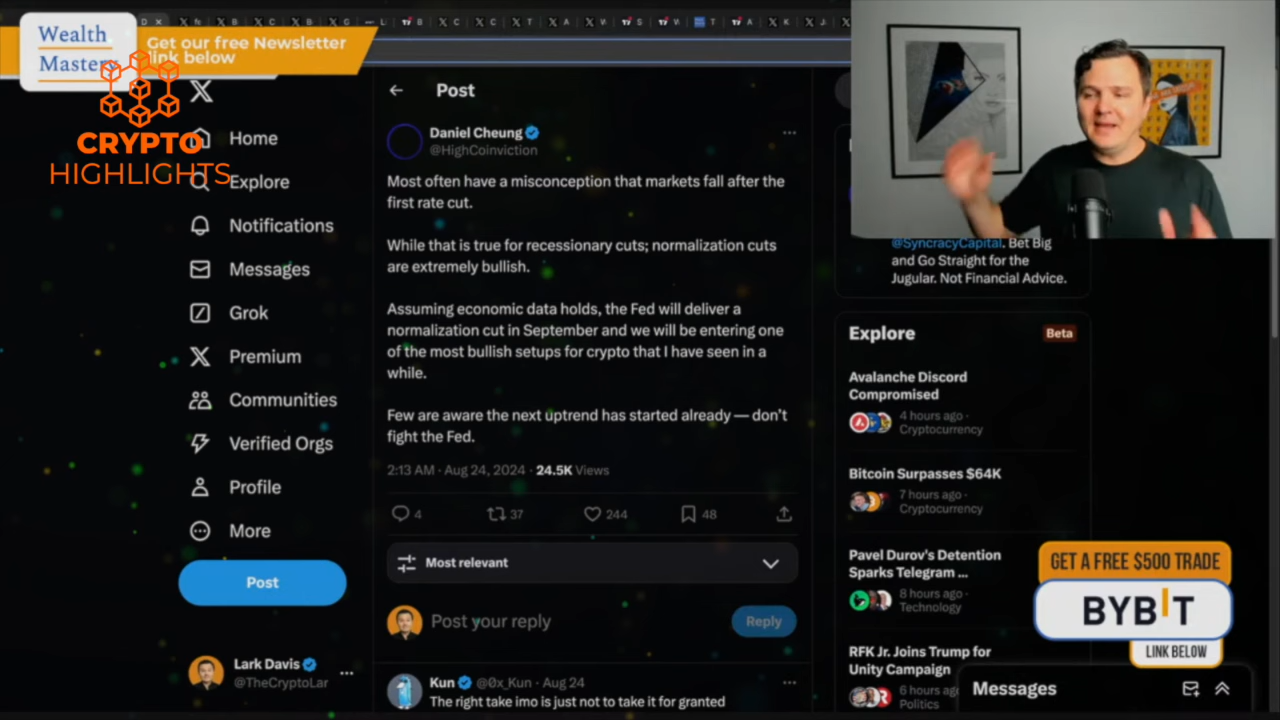 Wealth
Mastery
Get our free Newsletter
link below
CRYPTO
HIGHLIGHTS
Home
Explore
Notifications
Messages
Grok
Premium
Communities
Verified Orgs
Profile
More
Post
Lark Davis
@TheCryptoLar
Post
Daniel Cheung
@HighCoinviction
Most often have a misconception that markets fall after the
first rate cut.
While that is true for recessionary cuts; normalization cuts
are extremely bullish.
Assuming economic data holds, the Fed will deliver a
normalization cut in September and we will be entering one
of the most bullish setups for crypto that I have seen in a
while.
Few are aware the next uptrend has started already — don't
fight the Fed.
2:13 AM · Aug 24, 2024 · 24.5K Views
4 37 244 48
Most relevant
Post your reply
Reply
Kun @0x_Kun · Aug 24
The right take imo is just not to take it for granted
@SyncracyCapital. Bet Big
and Go Straight for the
Jugular. Not Financial Advice.
Explore Beta
Avalanche Discord
Compromised
4 hours ago ·
Cryptocurrency
Bitcoin Surpasses $64K
7 hours ago ·
Cryptocurrency
Pavel Durov's Detention
Sparks Telegram ...
8 hours ago ·
Technology
RFK Jr. Joins Trump for
Unity Campaign
6 hours ago
Politics
GET A FREE $500 TRADE
BYBIT
LINK BELOW
Messages